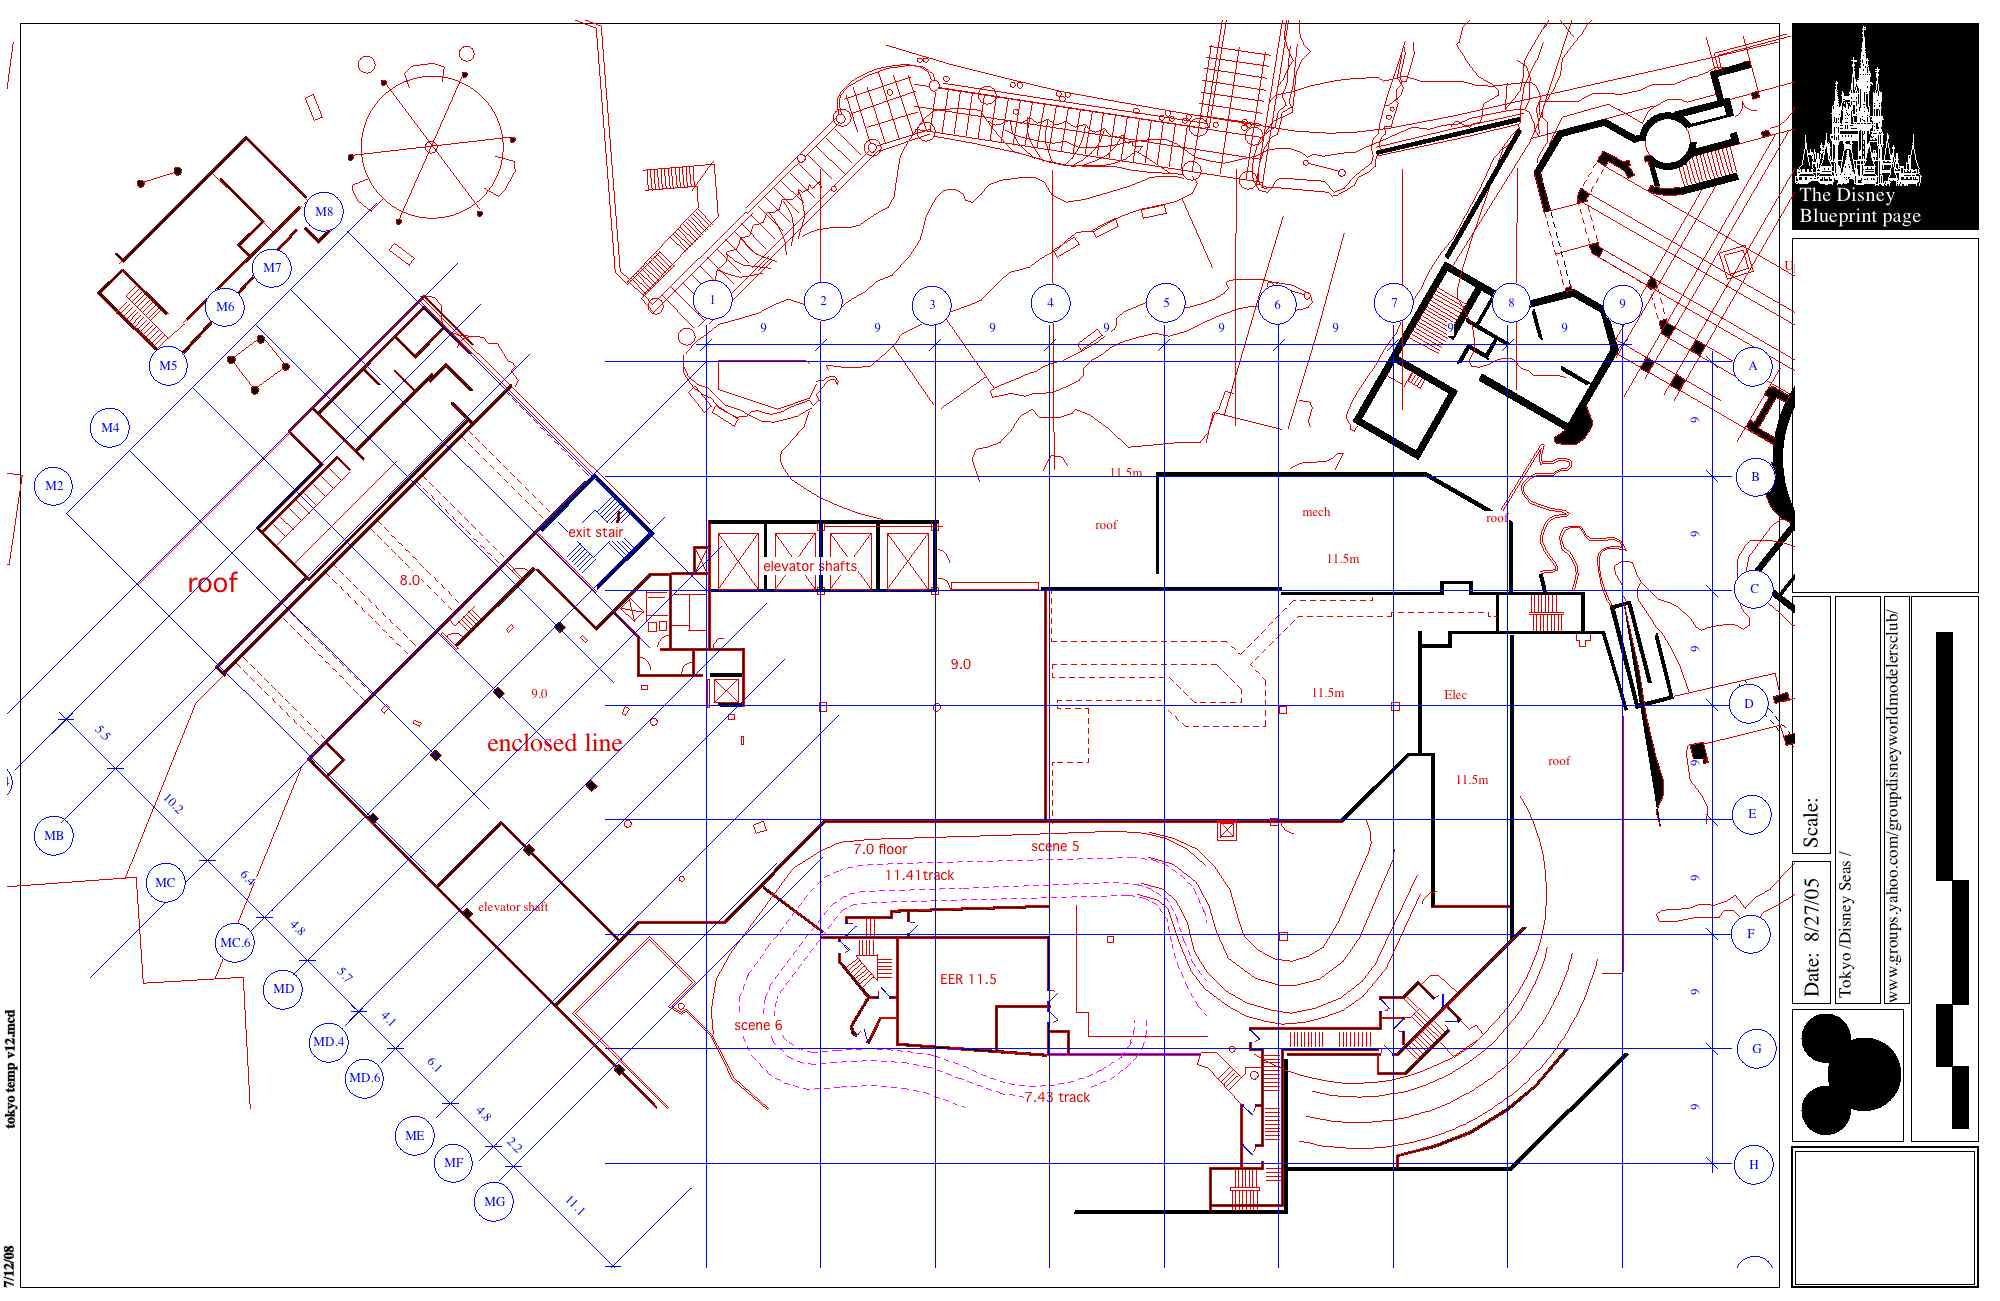 The Disney
Blueprint page
M8
M7
M6
M5
M4
M2
1
2
3
4
5
6
7
8
9
9
9
9
9
9
9
9
9
A
B
C
D
E
F
G
H
9
9
9
9
9
9
9
11.5m
roof
mech
roof
11.5m
exit stair
elevator shafts
roof
8.0
9.0
9.0
11.5m
Elec
enclosed line
roof
11.5m
5.5
10.2
6.4
4.8
5.7
4.1
6.1
4.8
2.2
11.1
MB
MC
MC.6
MD
MD.4
MD.6
ME
MF
MG
7.0 floor
scene 5
11.41track
elevator shaft
EER 11.5
scene 6
7.43 track
Scale:
Date: 8/27/05
Tokyo /Disney Seas /
www.groups.yahoo.com/groupdisneyworldmodelersclub/
tokyo temp v12.mcd
7/12/08